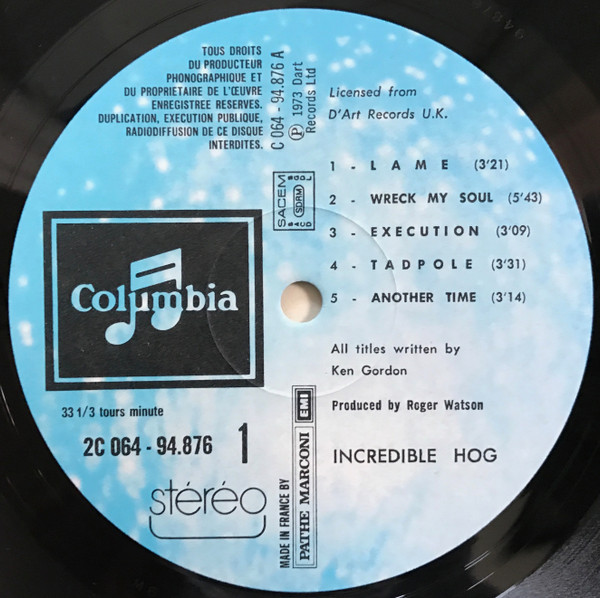 TOUS DROITS
DU PRODUCTEUR
PHONOGRAPHIQUE ET
DU PROPRIETAIRE DE L'ŒUVRE
ENREGISTREE RESERVES.
DUPLICATION, EXECUTION PUBLIQUE,
RADIODIFFUSION DE CE DISQUE
INTERDITES.
C 064 - 94.876 A
Ⓟ 1973 Dart
Records Ltd
Licensed from
D'Art Records U.K.
1 - LAME (3'21)
2 - WRECK MY SOUL (5'43)
3 - EXECUTION (3'09)
4 - TADPOLE (3'31)
5 - ANOTHER TIME (3'14)
SACEM
SDRM
Columbia
All titles written by
Ken Gordon
Produced by Roger Watson
INCREDIBLE HOG
33 1/3 tours minute
2C 064 - 94.876 1
stéréo
MADE IN FRANCE BY
PATHE MARCONI EMI